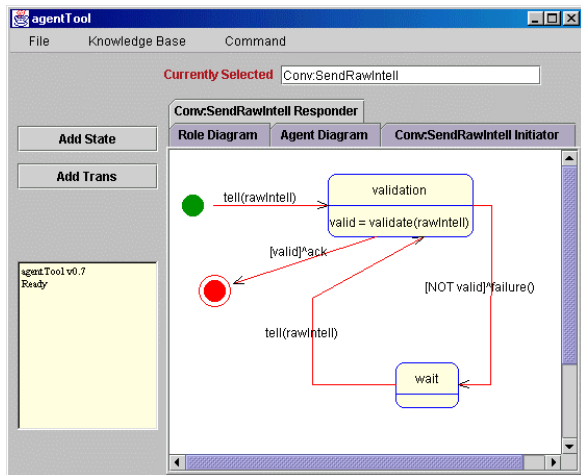 agentTool
File Knowledge Base Command
Currently Selected Conv:SendRawIntell
Conv:SendRawIntell Responder
Role Diagram Agent Diagram Conv:SendRawIntell Initiator
Add State
Add Trans
agentTool v0.7
Ready
tell(rawIntell)
validation
valid = validate(rawIntell)
[valid]^ack
[NOT valid]^failure()
tell(rawIntell)
wait